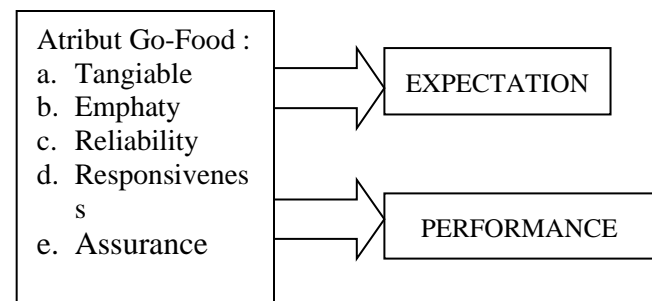 Atribut Go-Food :
a. Tangiable
b. Emphaty
c. Reliability
d. Responsivenes
s
e. Assurance
EXPECTATION
PERFORMANCE